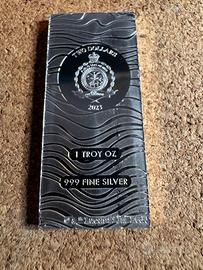 TWO DOLLARS
2023
1 TROY OZ
999 FINE SILVER